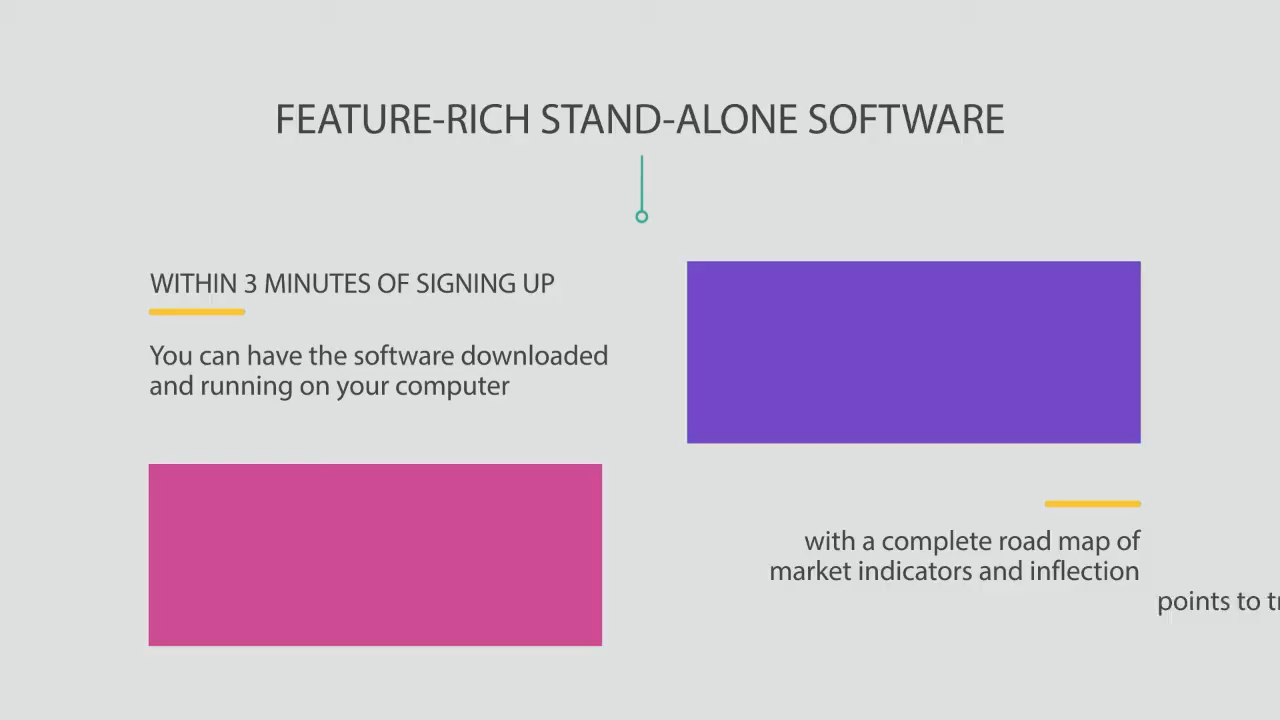 FEATURE-RICH STAND-ALONE SOFTWARE
WITHIN 3 MINUTES OF SIGNING UP
You can have the software downloaded
and running on your computer
with a complete road map of
market indicators and inflection
points to